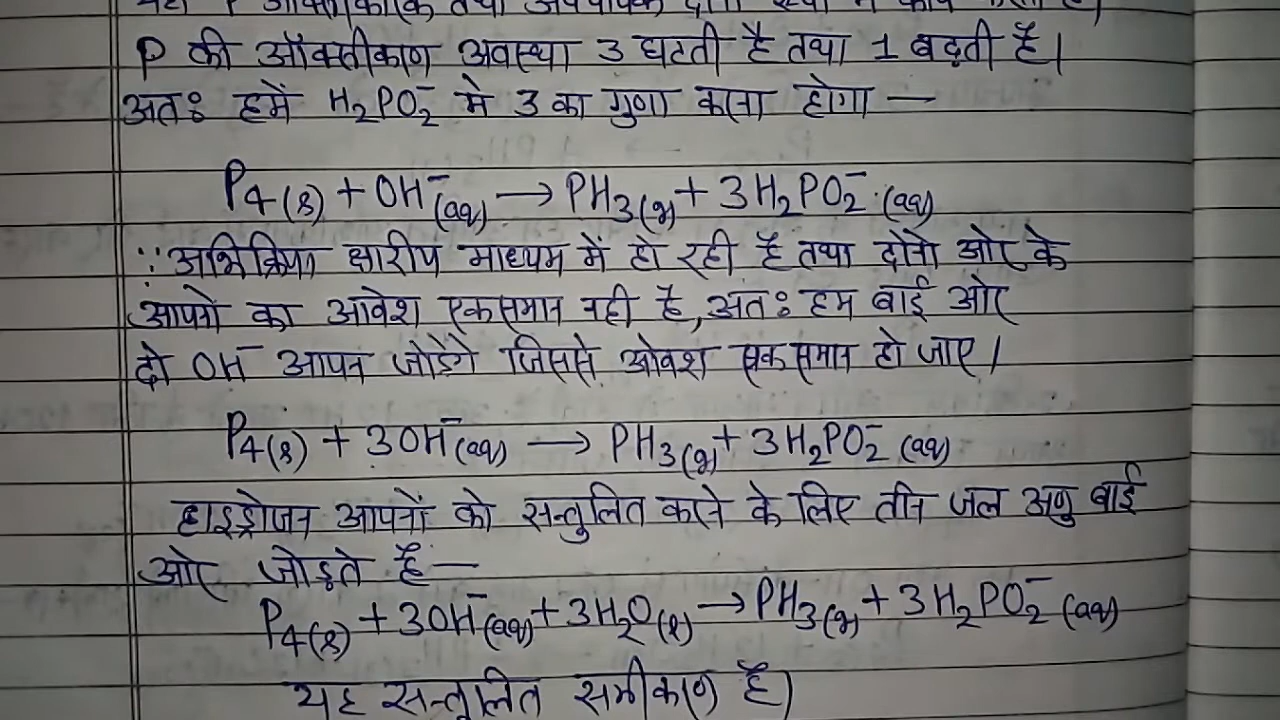 P की ऑक्सीकरण अवस्था 3 घटती है तथा 1 बढ़ती है।
अतः हमें H₂PO₂⁻ मे 3 का गुणा करना होगा —
P₄(s) + OH⁻(aq) → PH₃(g) + 3H₂PO₂⁻ (aq)
∵ अभिक्रिया क्षारीय माध्यम में हो रही है तथा दोनो ओर के
आयनो का आवेश एकसमान नही है, अतः हम बाई ओर
दो OH⁻ आयन जोड़ेंगे जिससे आवेश एकसमान हो जाए।
P₄(s) + 3OH⁻(aq) → PH₃(g) + 3H₂PO₂⁻ (aq)
हाइड्रोजन आयनों को सन्तुलित करने के लिए तीन जल अणु बाई
ओर जोड़ते है —
P₄(s) + 3OH⁻(aq) + 3H₂O(l) → PH₃(g) + 3H₂PO₂⁻ (aq)
यह सन्तुलित समीकरण है।